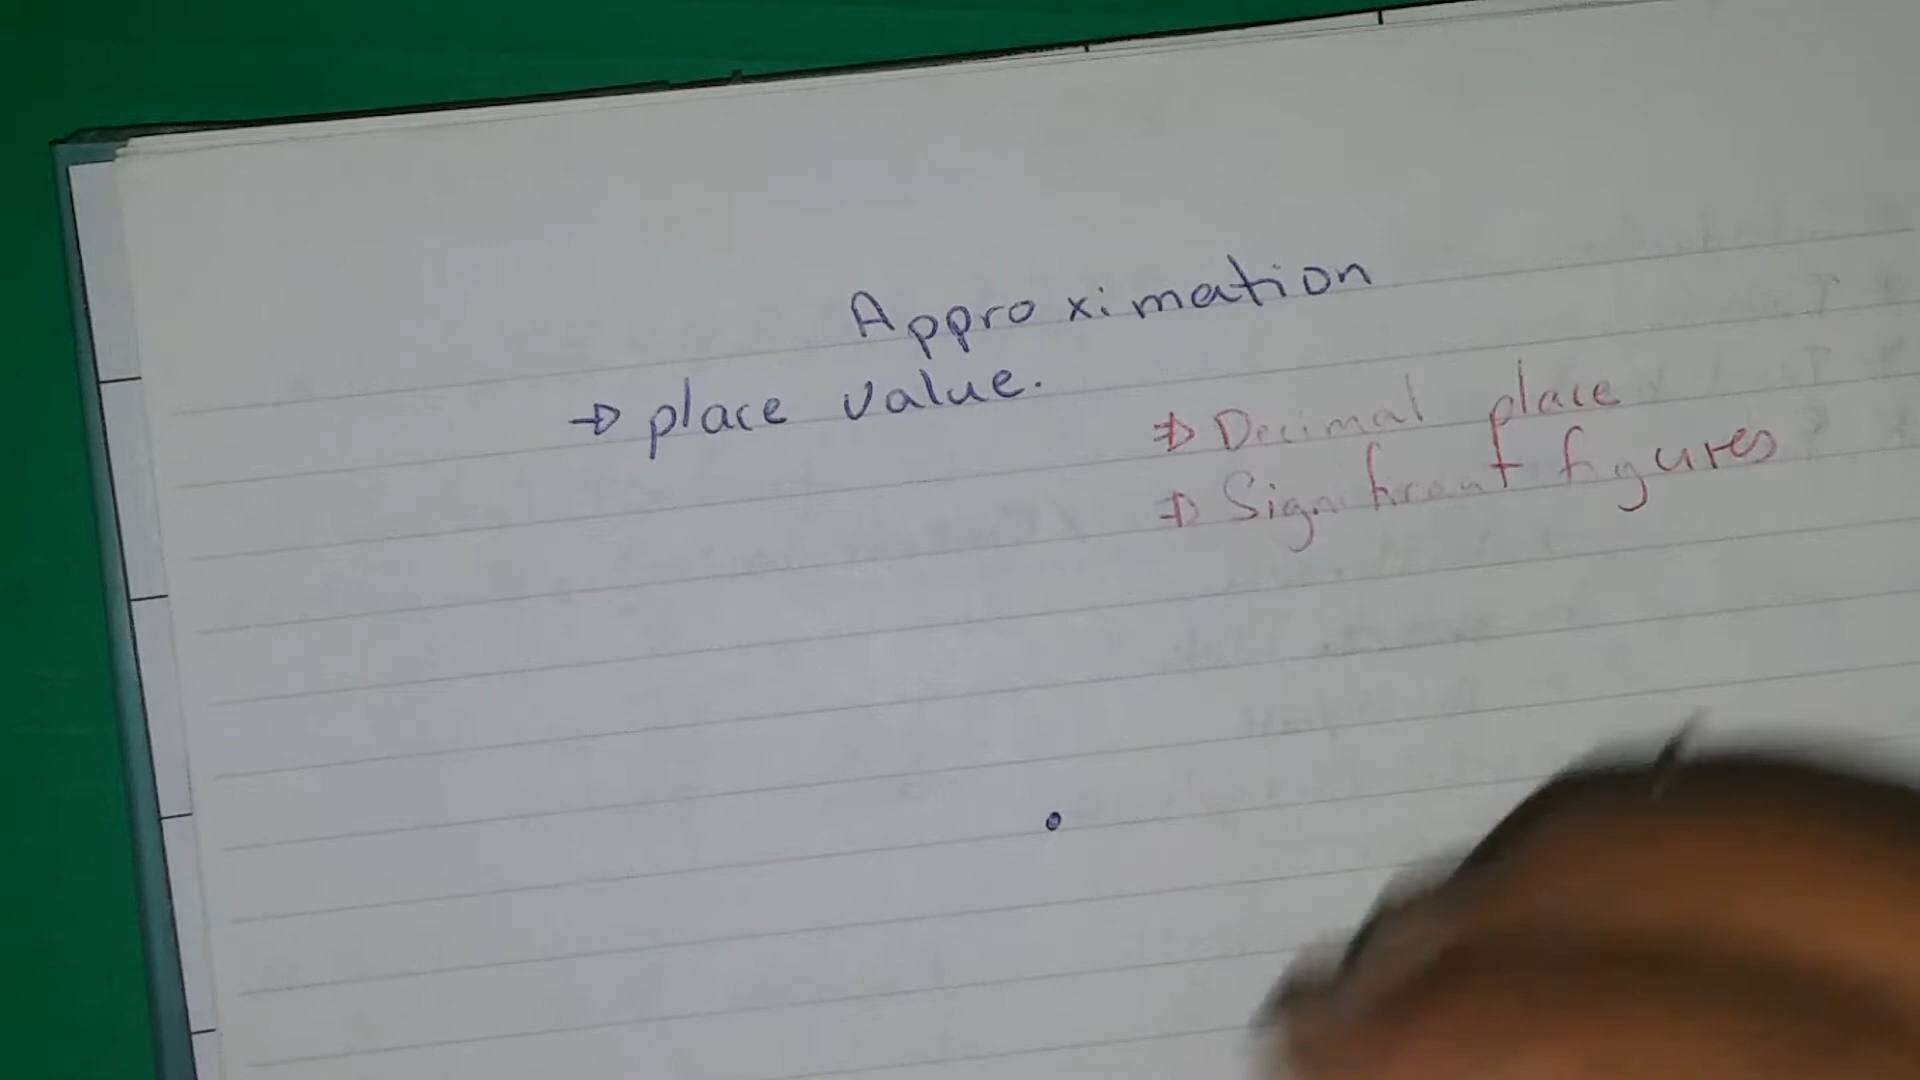 Approximation
→ place value.
⇒ Decimal place
⇒ Significant figures